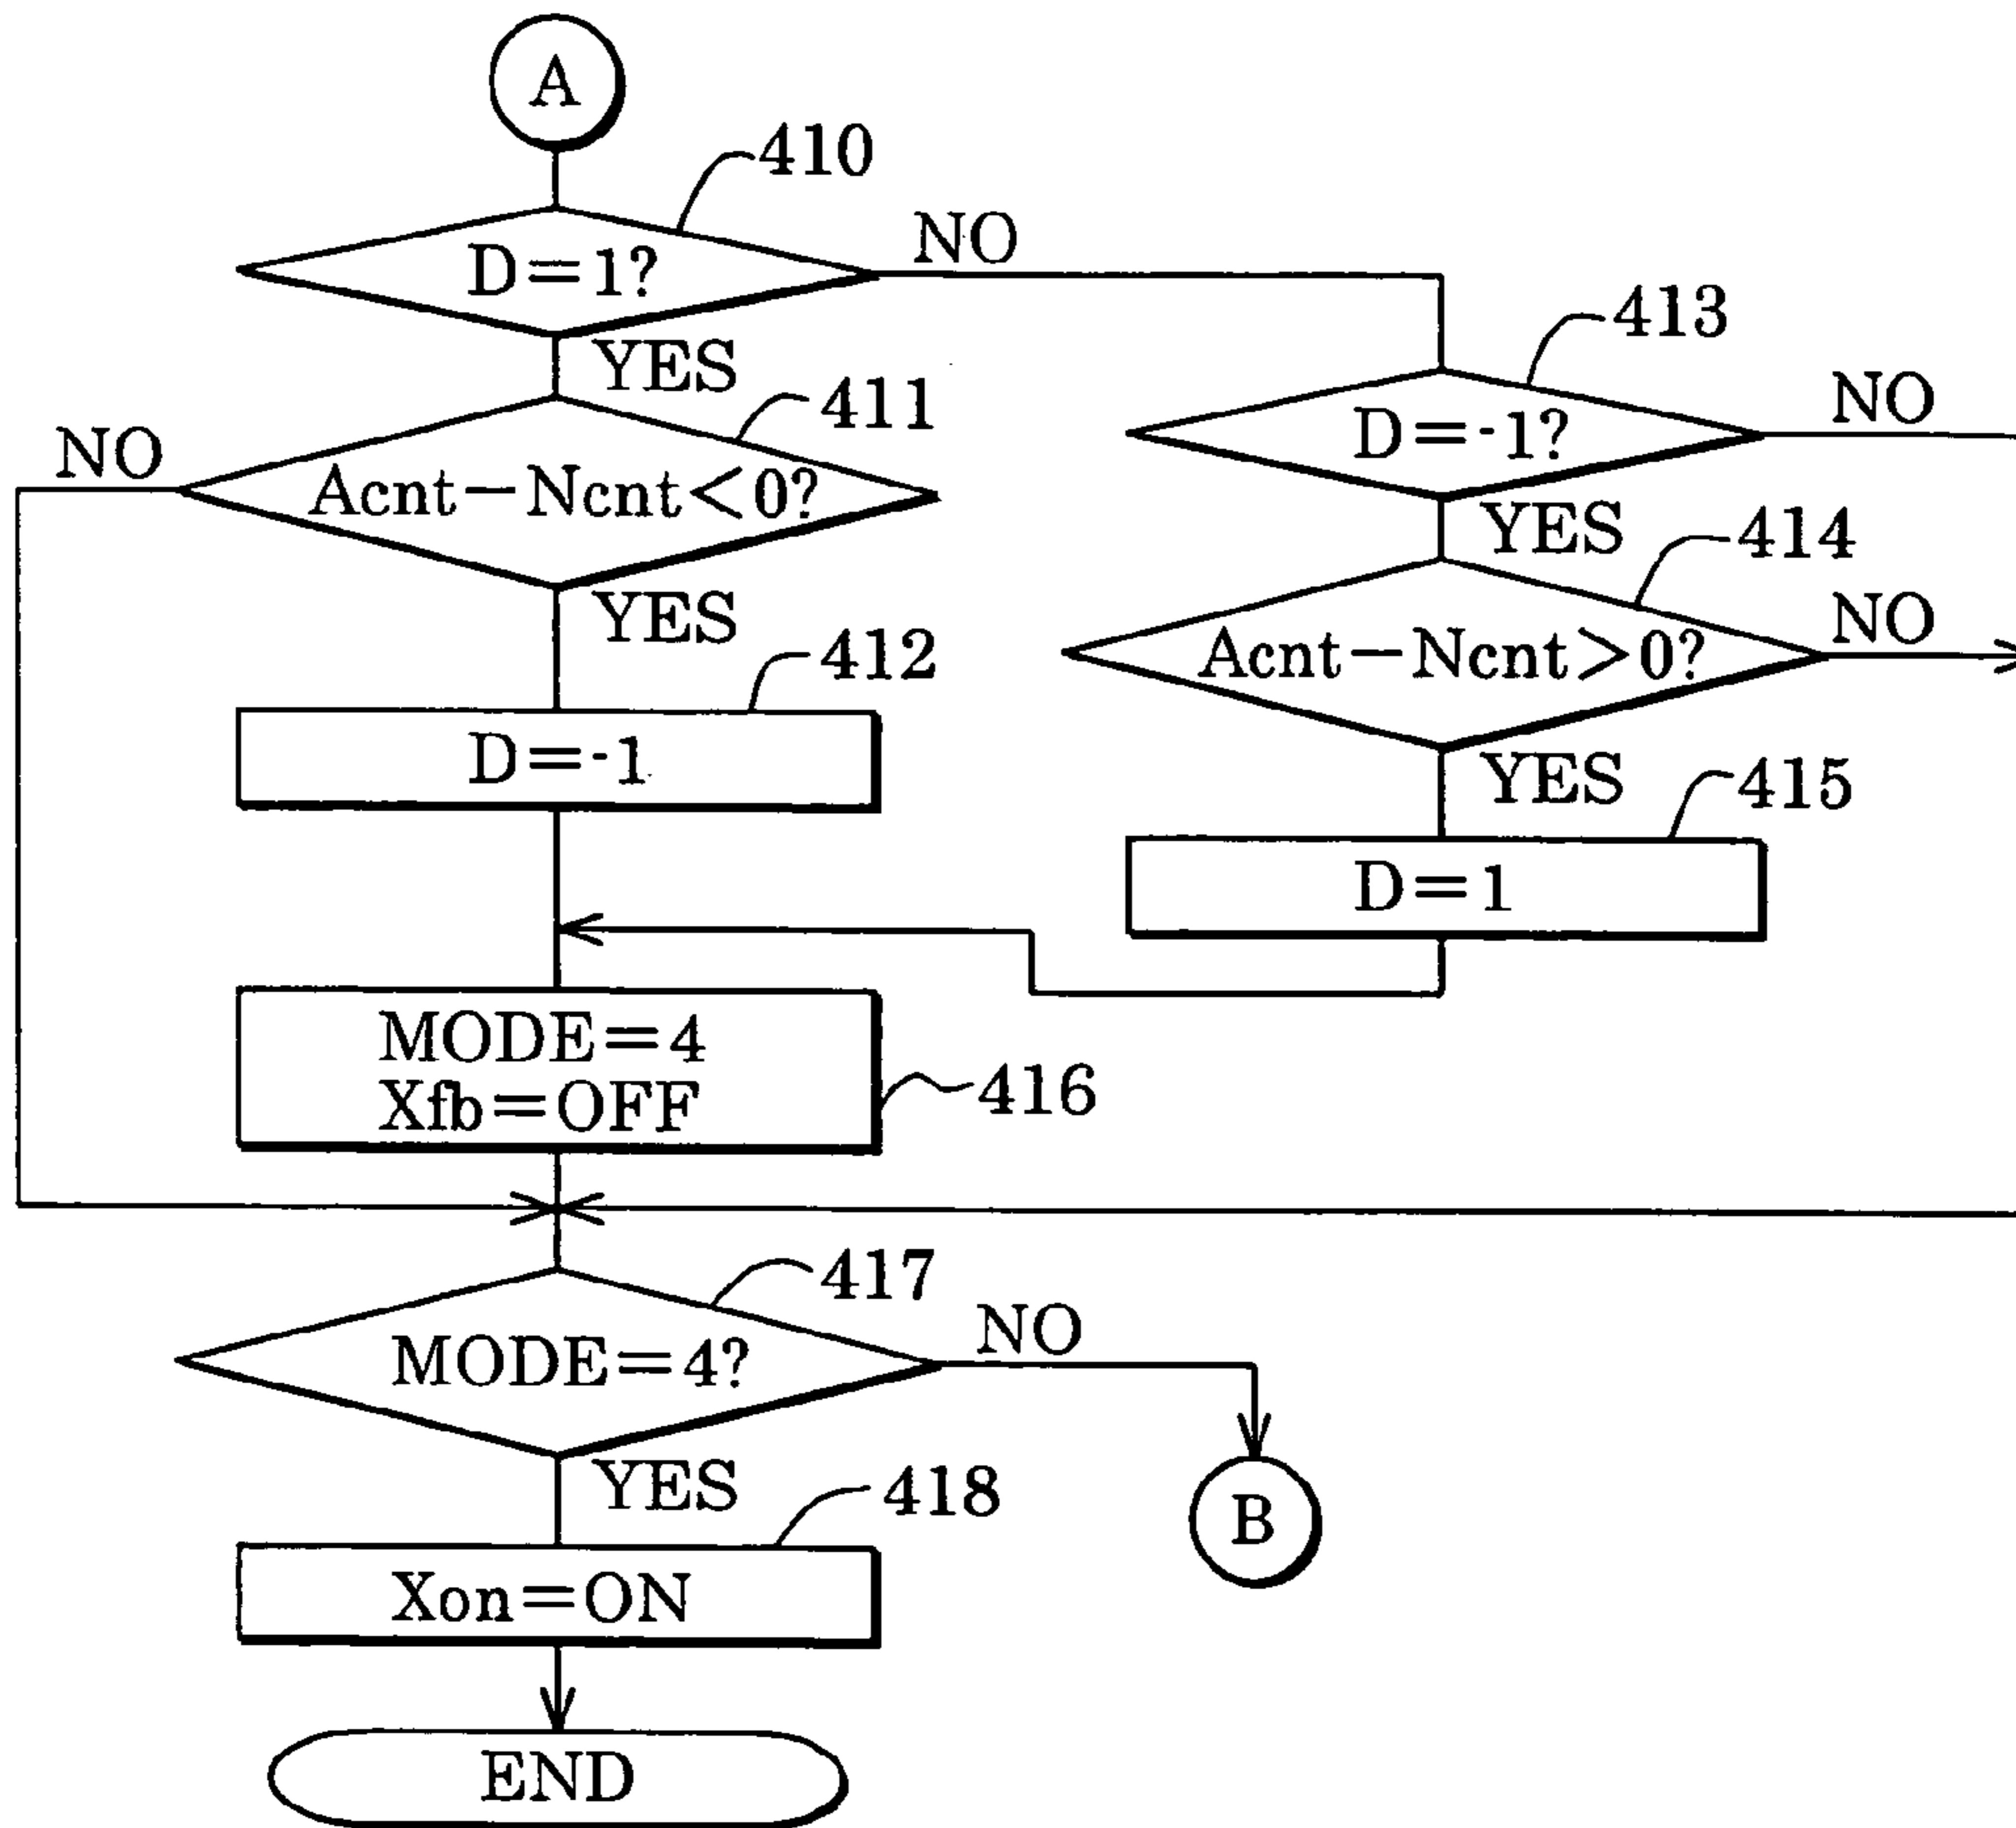 A
410
D=1?
NO
YES
413
D=-1?
NO
411
NO
Acnt-Ncnt<0?
YES
414
Acnt-Ncnt>0?
NO
YES
412
D=-1
YES
415
D=1
MODE=4
Xfb=OFF
416
417
MODE=4?
NO
YES
B
418
Xon=ON
END